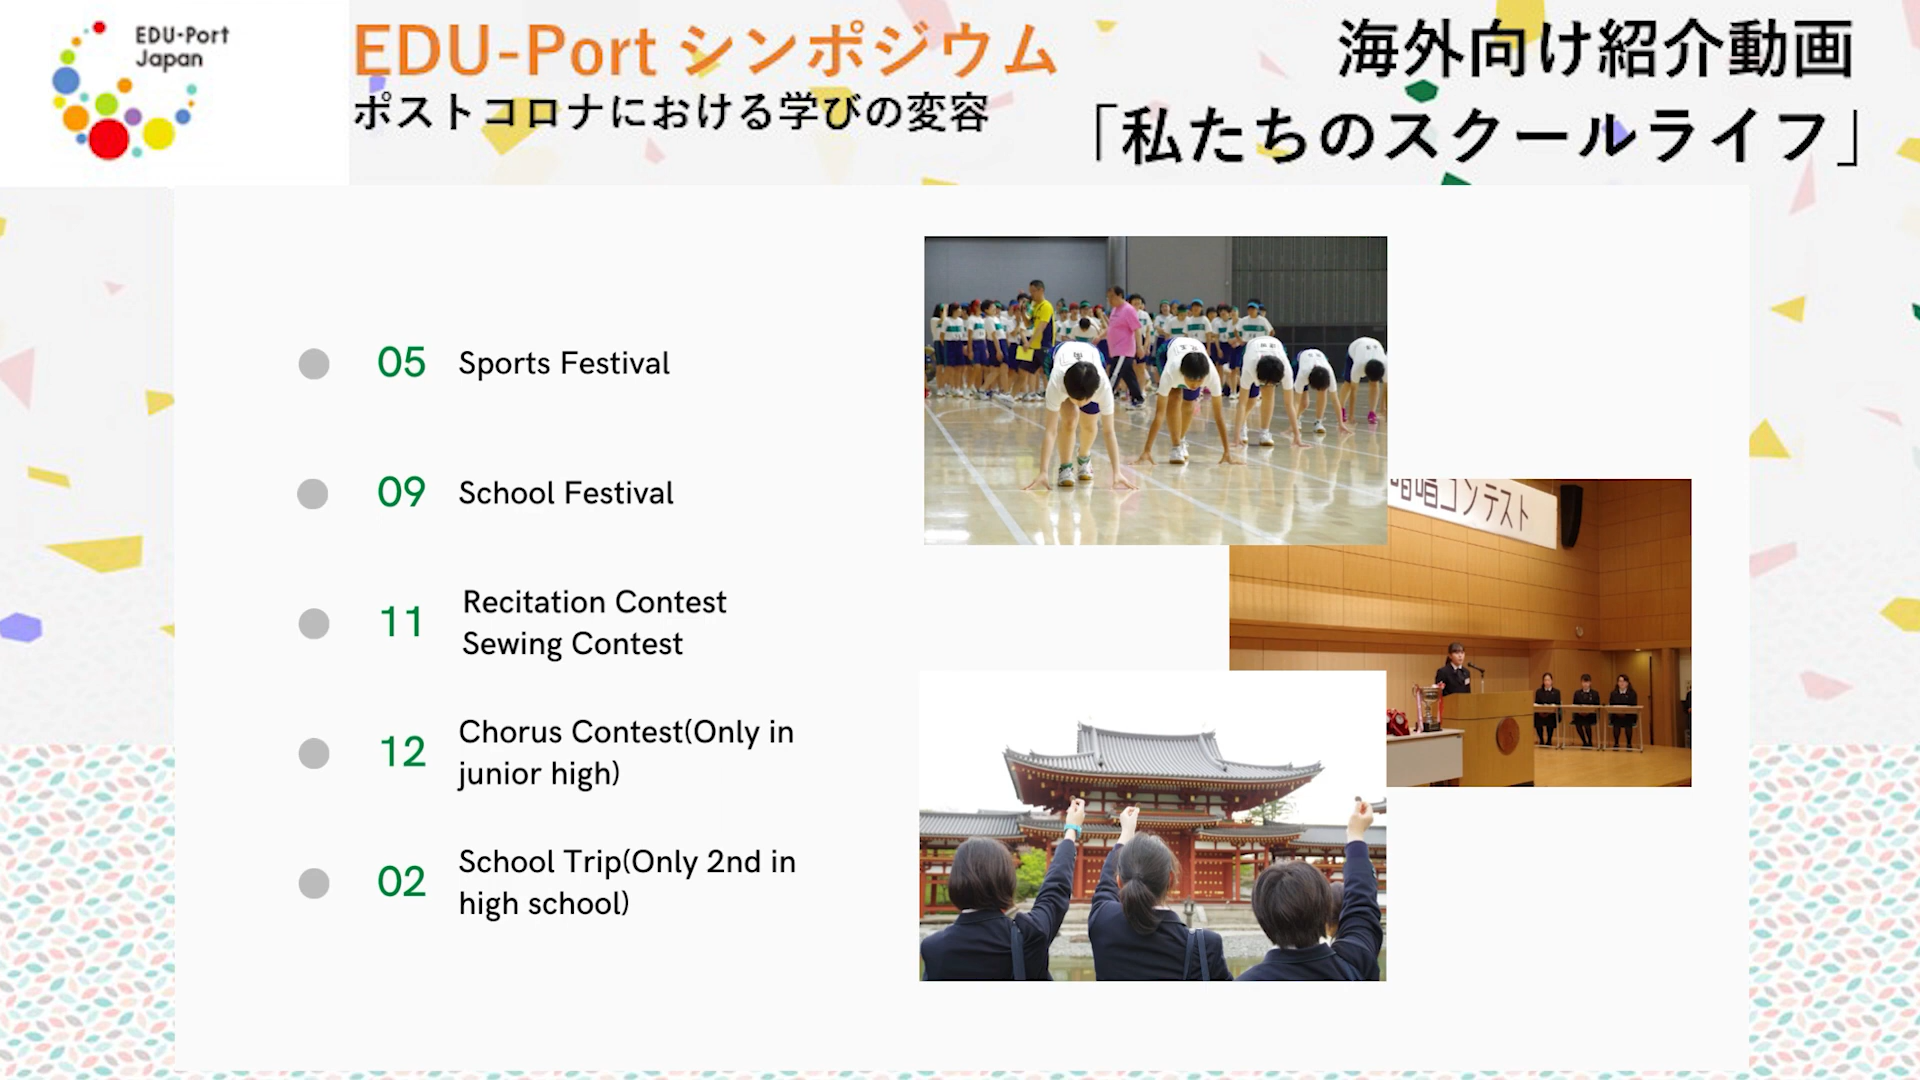 EDU-Port
Japan
EDU-Port シンポジウム
ポストコロナにおける学びの変容
海外向け紹介動画
「私たちのスクールライフ」
05 Sports Festival
09 School Festival
11 Recitation Contest
Sewing Contest
12 Chorus Contest(Only in
junior high)
02 School Trip(Only 2nd in
high school)
暗唱コンテスト